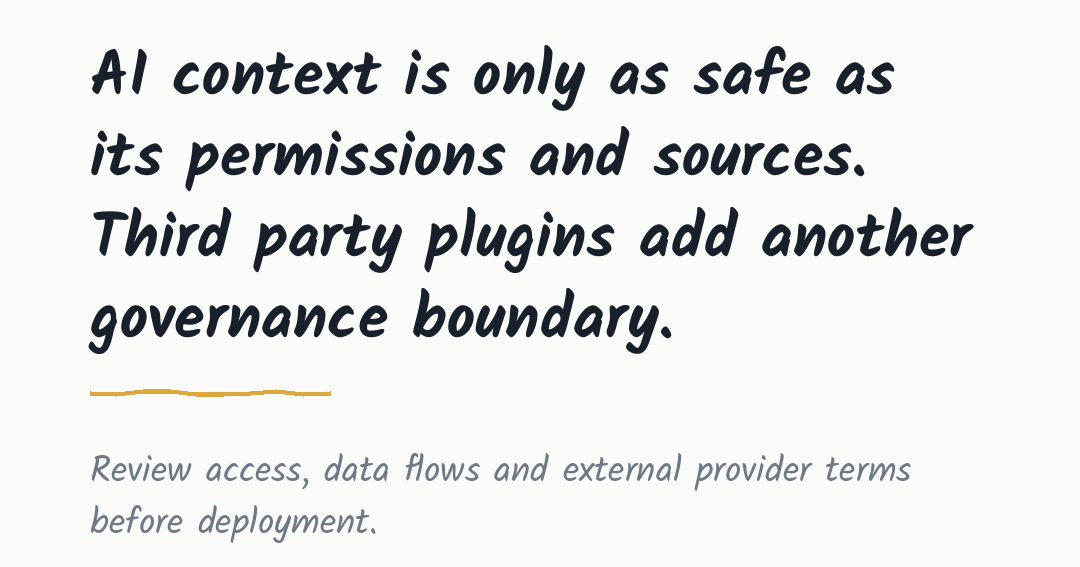 AI context is only as safe as
its permissions and sources.
Third party plugins add another
governance boundary.
Review access, data flows and external provider terms
before deployment.